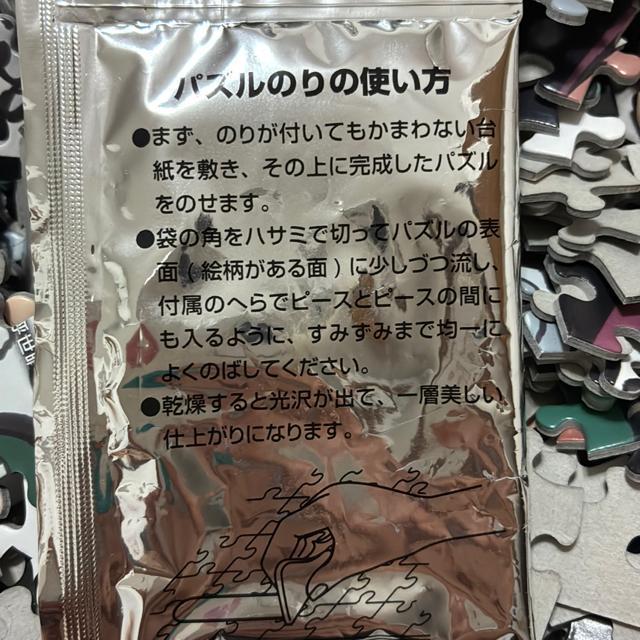 パズルのりの使い方
●まず、のりが付いてもかまわない台
紙を敷き、その上に完成したパズル
をのせます。
●袋の角をハサミで切ってパズルの表
面(絵柄がある面)に少しづつ流し、
付属のへらでピースとピースの間に
も入るように、すみずみまで均一に
よくのばしてください。
●乾燥すると光沢が出て、一層美しい
仕上がりになります。